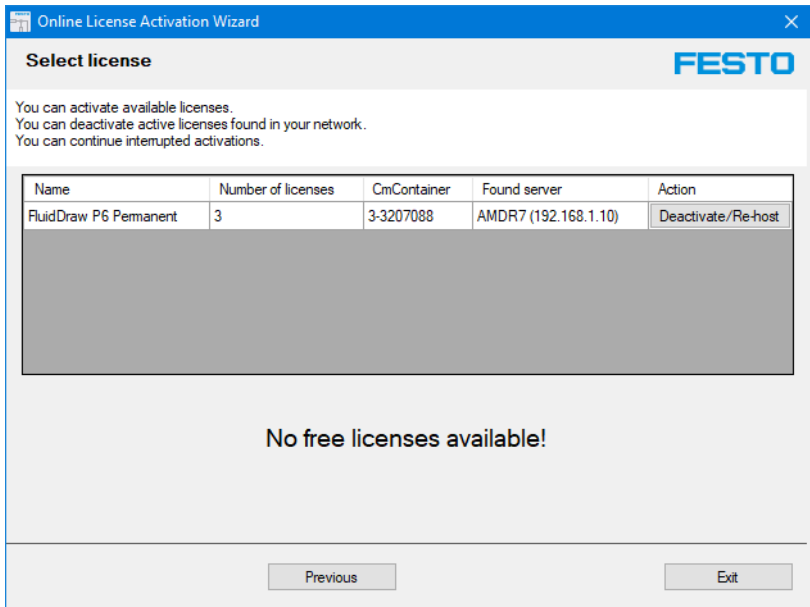 Online License Activation Wizard
Select license
FESTO
You can activate available licenses.
You can deactivate active licenses found in your network.
You can continue interrupted activations.
Name Number of licenses CmContainer Found server Action
FluidDraw P6 Permanent 3 3-3207088 AMDR7 (192.168.1.10) Deactivate/Re-host
No free licenses available!
Previous Exit